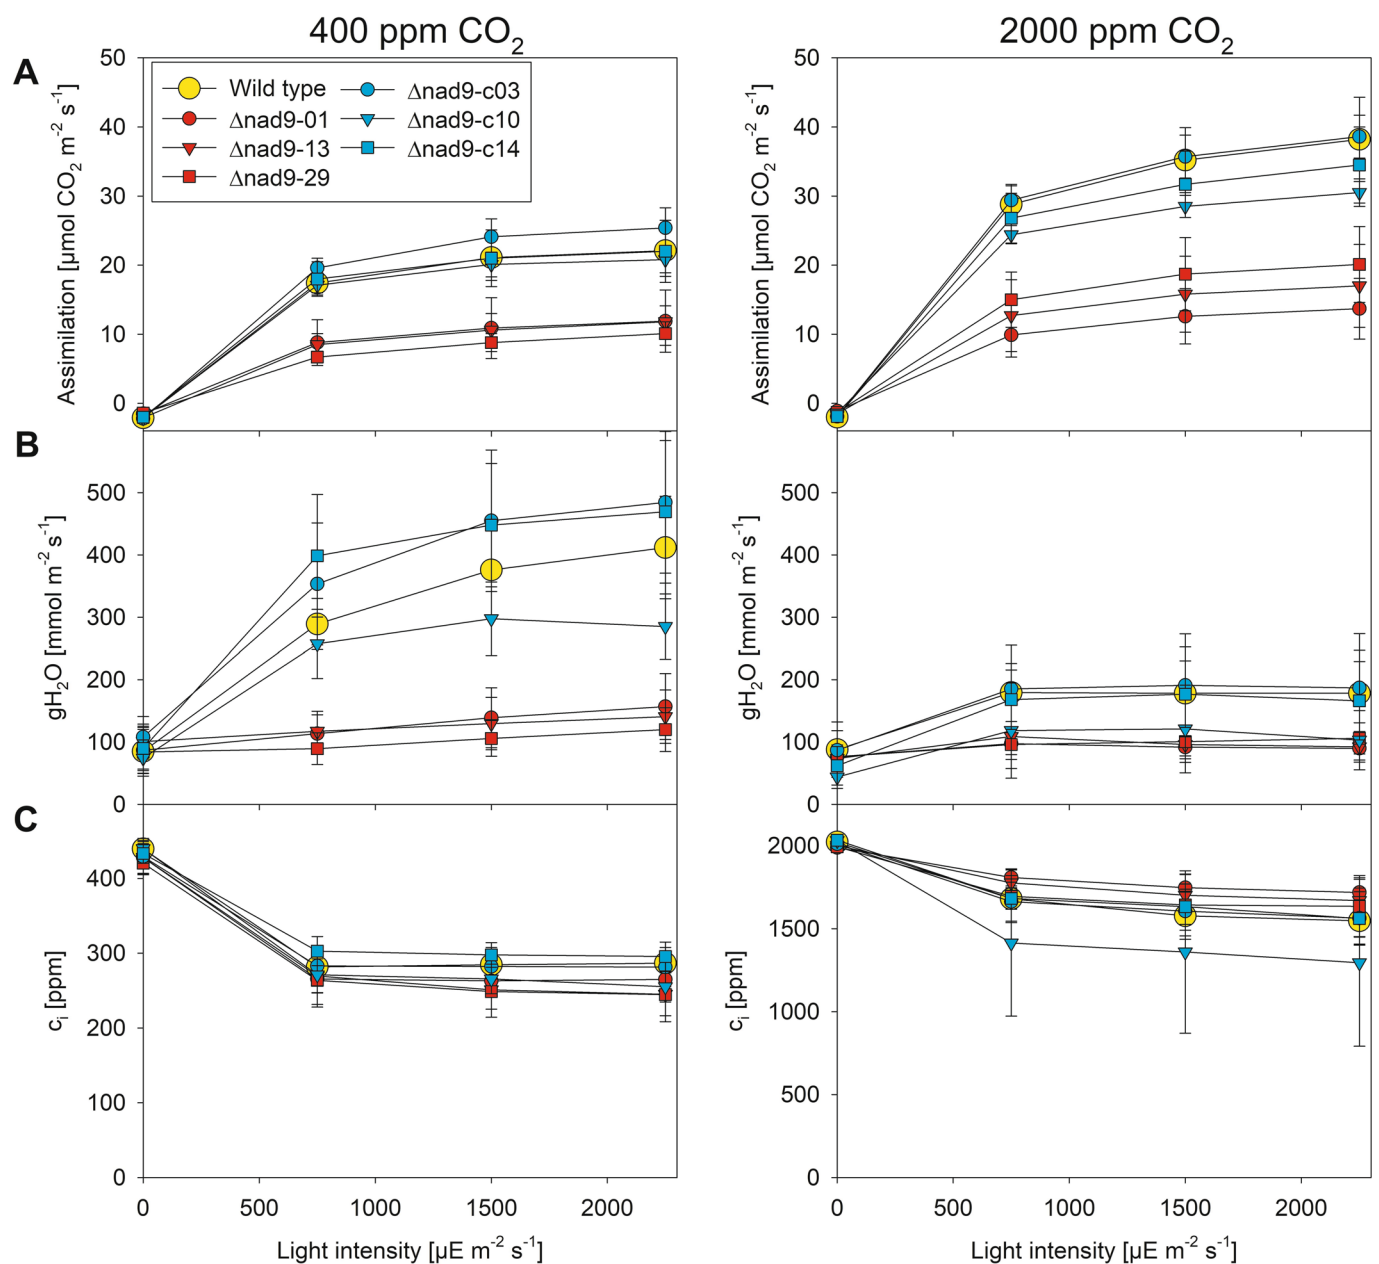 400 ppm CO2
2000 ppm CO2
A
50
40
30
20
10
0
Assimilation [µmol CO2 m-2 s-1]
Wild type
Δnad9-01
Δnad9-13
Δnad9-29
Δnad9-c03
Δnad9-c10
Δnad9-c14
50
40
30
20
10
0
Assimilation [µmol CO2 m-2 s-1]
B
500
400
300
200
100
0
gH2O [mmol m-2 s-1]
500
400
300
200
100
0
gH2O [mmol m-2 s-1]
C
400
300
200
100
0
ci [ppm]
0 500 1000 1500 2000
Light intensity [µE m-2 s-1]
2000
1500
1000
500
0
ci [ppm]
0 500 1000 1500 2000
Light intensity [µE m-2 s-1]